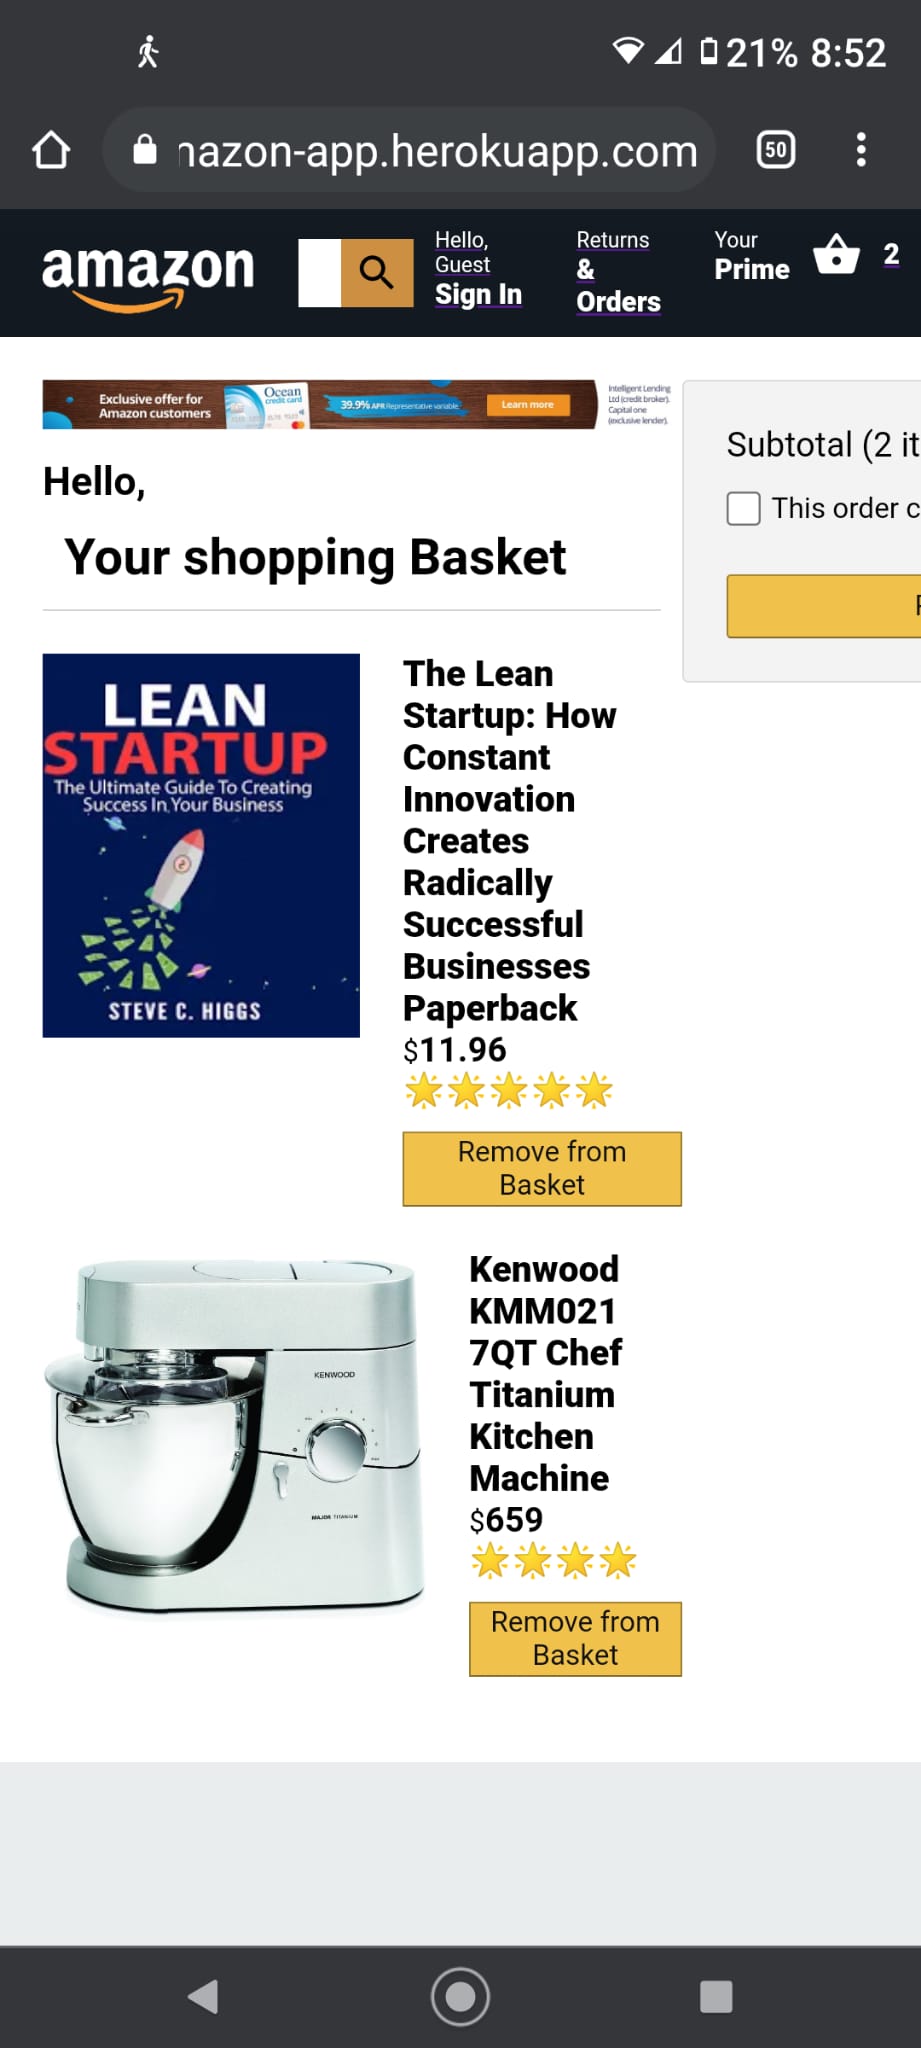 21% 8:52
nazon-app.herokuapp.com
50
amazon
Hello,
Guest
Sign In
Returns
&
Orders
Your
Prime
2
Exclusive offer for
Amazon customers
Ocean
credit card
39.9% APR Representative variable.
Learn more
Intelligent Lending
Ltd (credit broker).
Capital one
(exclusive lender).
Subtotal (2 it
This order c
Hello,
Your shopping Basket
LEAN
STARTUP
The Ultimate Guide To Creating
Success In Your Business
STEVE C. HIGGS
The Lean
Startup: How
Constant
Innovation
Creates
Radically
Successful
Businesses
Paperback
$11.96
Remove from
Basket
KENWOOD
MAJOR TITANIUM
Kenwood
KMM021
7QT Chef
Titanium
Kitchen
Machine
$659
Remove from
Basket